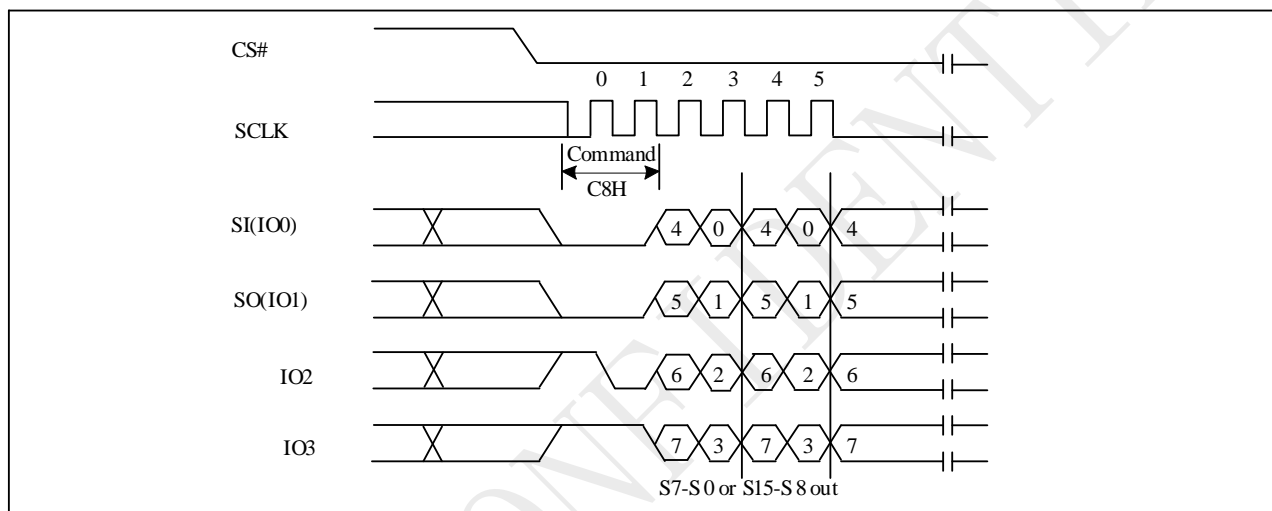 CS#
0 1 2 3 4 5
SCLK
Command
C8H
SI(IO0) 4 0 4 0 4
SO(IO1) 5 1 5 1 5
IO2 6 2 6 2 6
IO3 7 3 7 3 7
S7-S0 or S15-S8 out